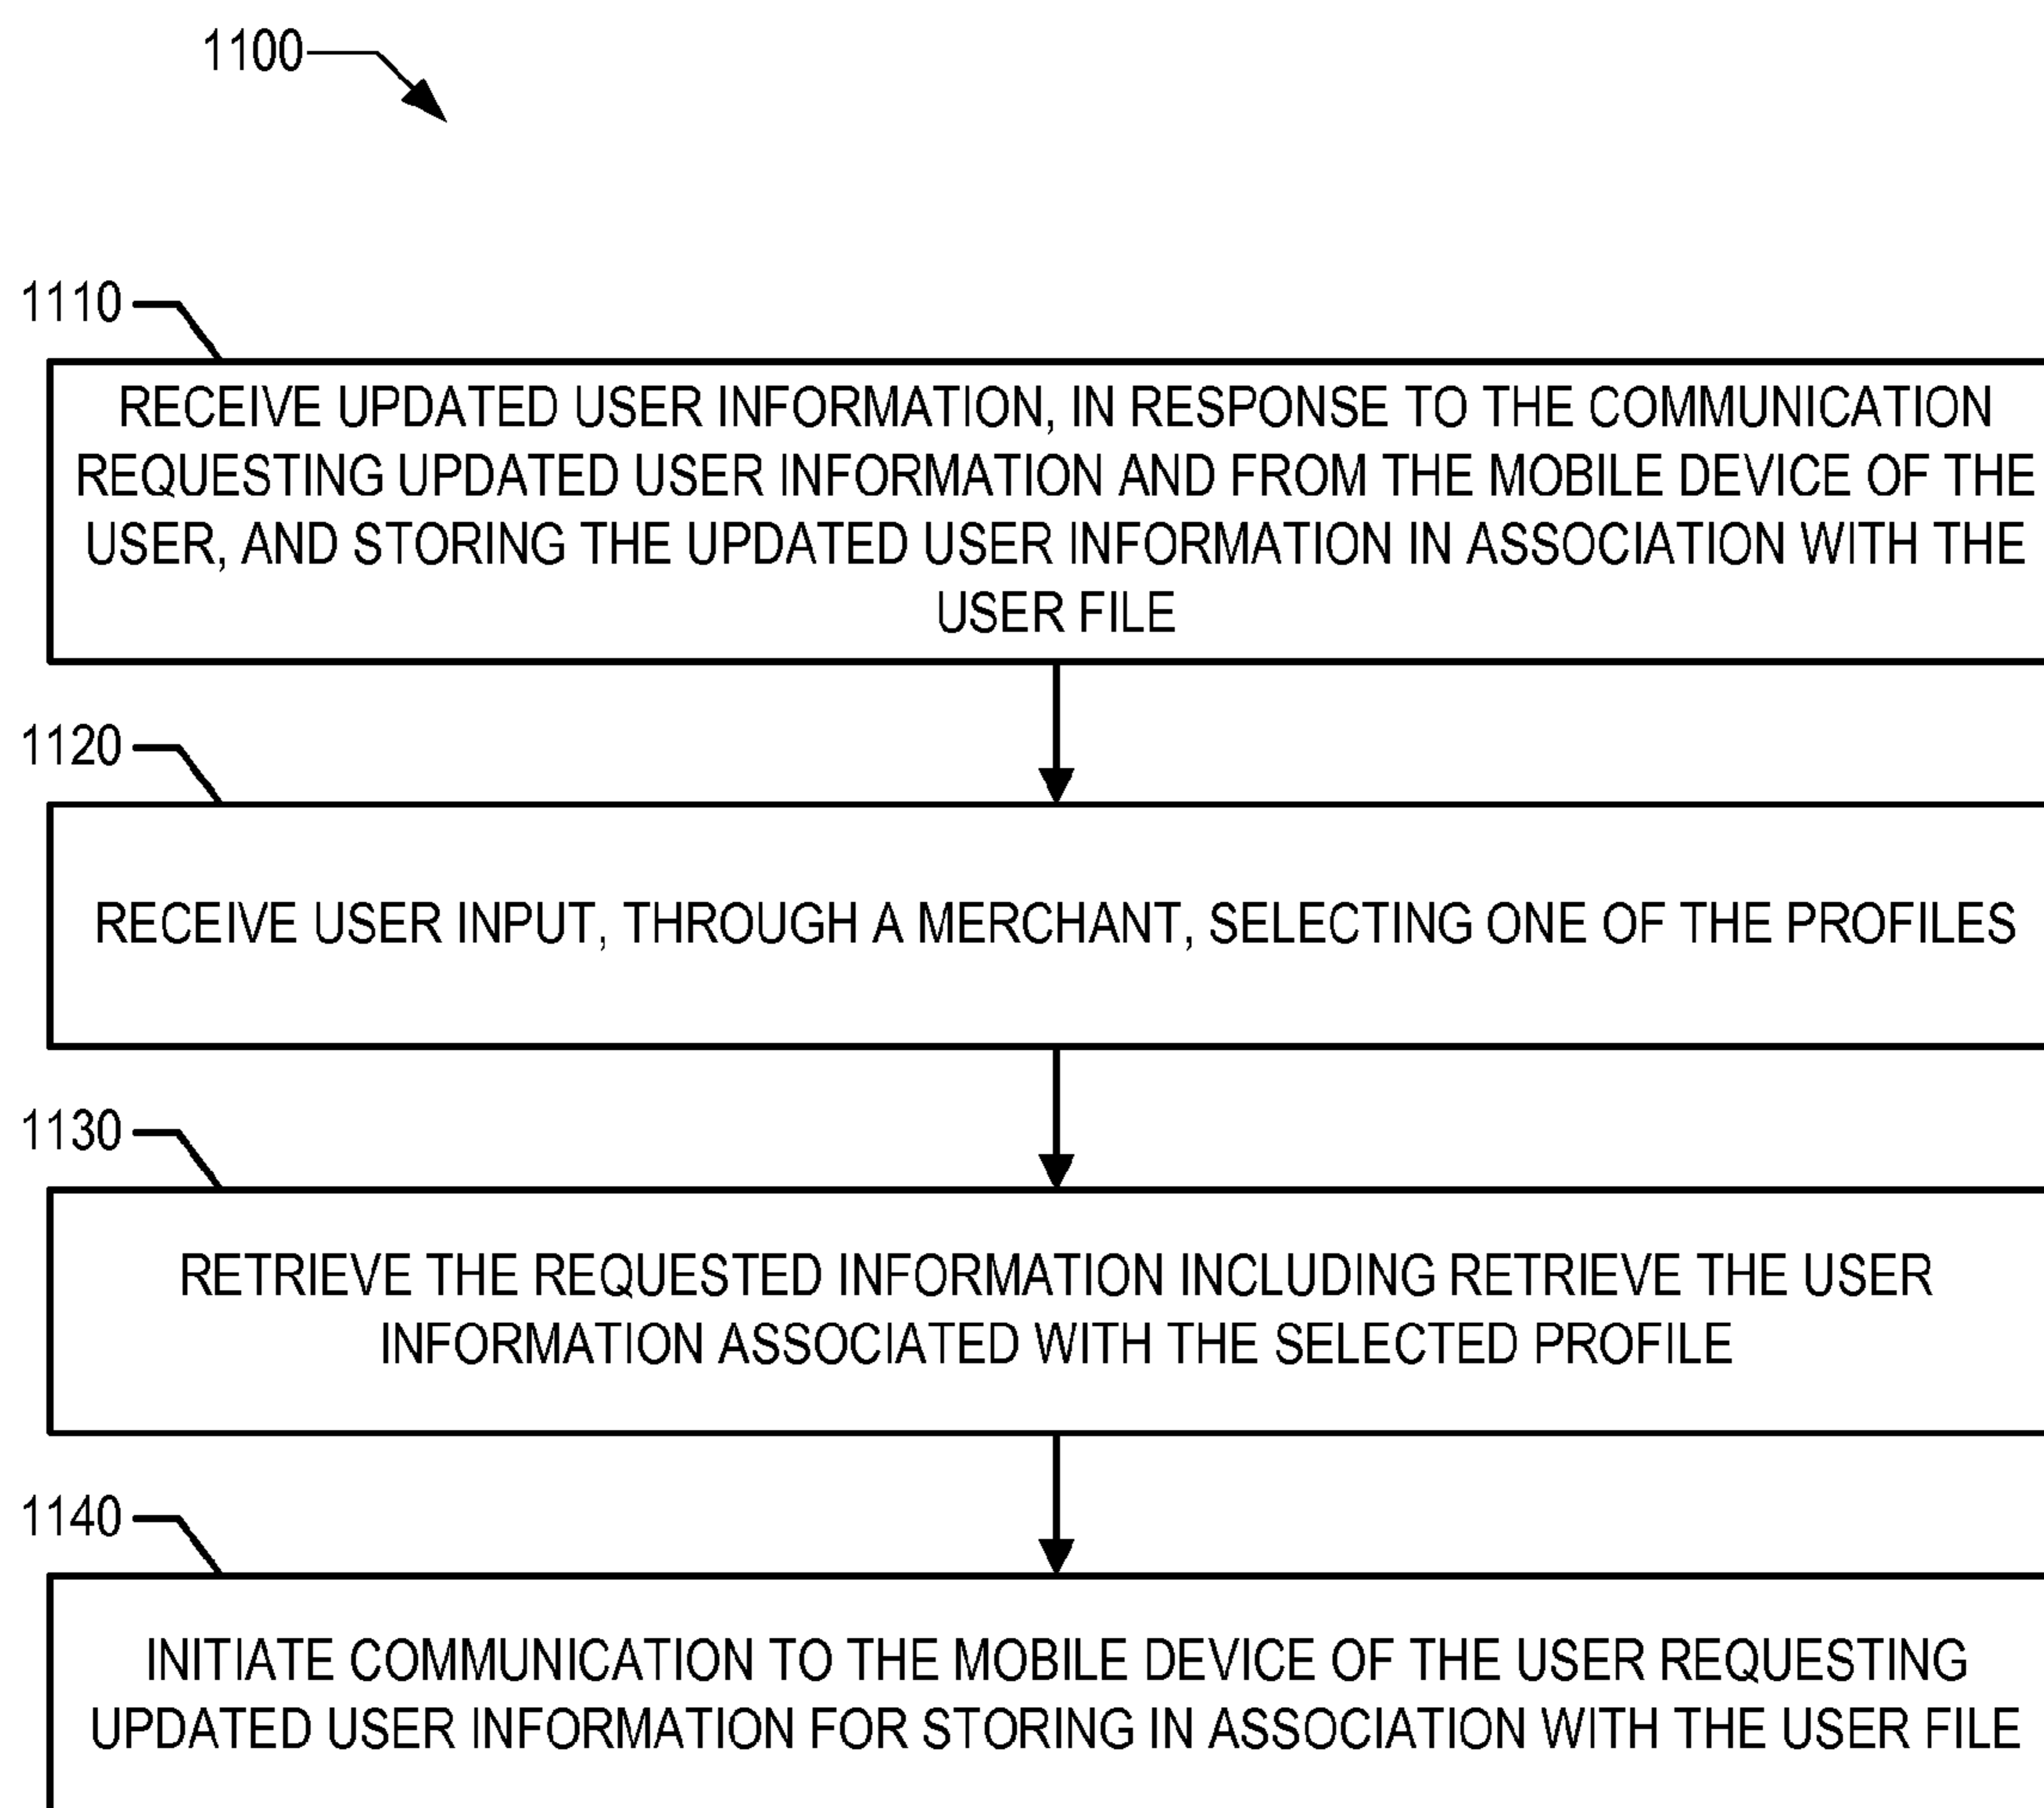 1100
1110
RECEIVE UPDATED USER INFORMATION, IN RESPONSE TO THE COMMUNICATION
REQUESTING UPDATED USER INFORMATION AND FROM THE MOBILE DEVICE OF THE
USER, AND STORING THE UPDATED USER INFORMATION IN ASSOCIATION WITH THE
USER FILE
1120
RECEIVE USER INPUT, THROUGH A MERCHANT, SELECTING ONE OF THE PROFILES
1130
RETRIEVE THE REQUESTED INFORMATION INCLUDING RETRIEVE THE USER
INFORMATION ASSOCIATED WITH THE SELECTED PROFILE
1140
INITIATE COMMUNICATION TO THE MOBILE DEVICE OF THE USER REQUESTING
UPDATED USER INFORMATION FOR STORING IN ASSOCIATION WITH THE USER FILE